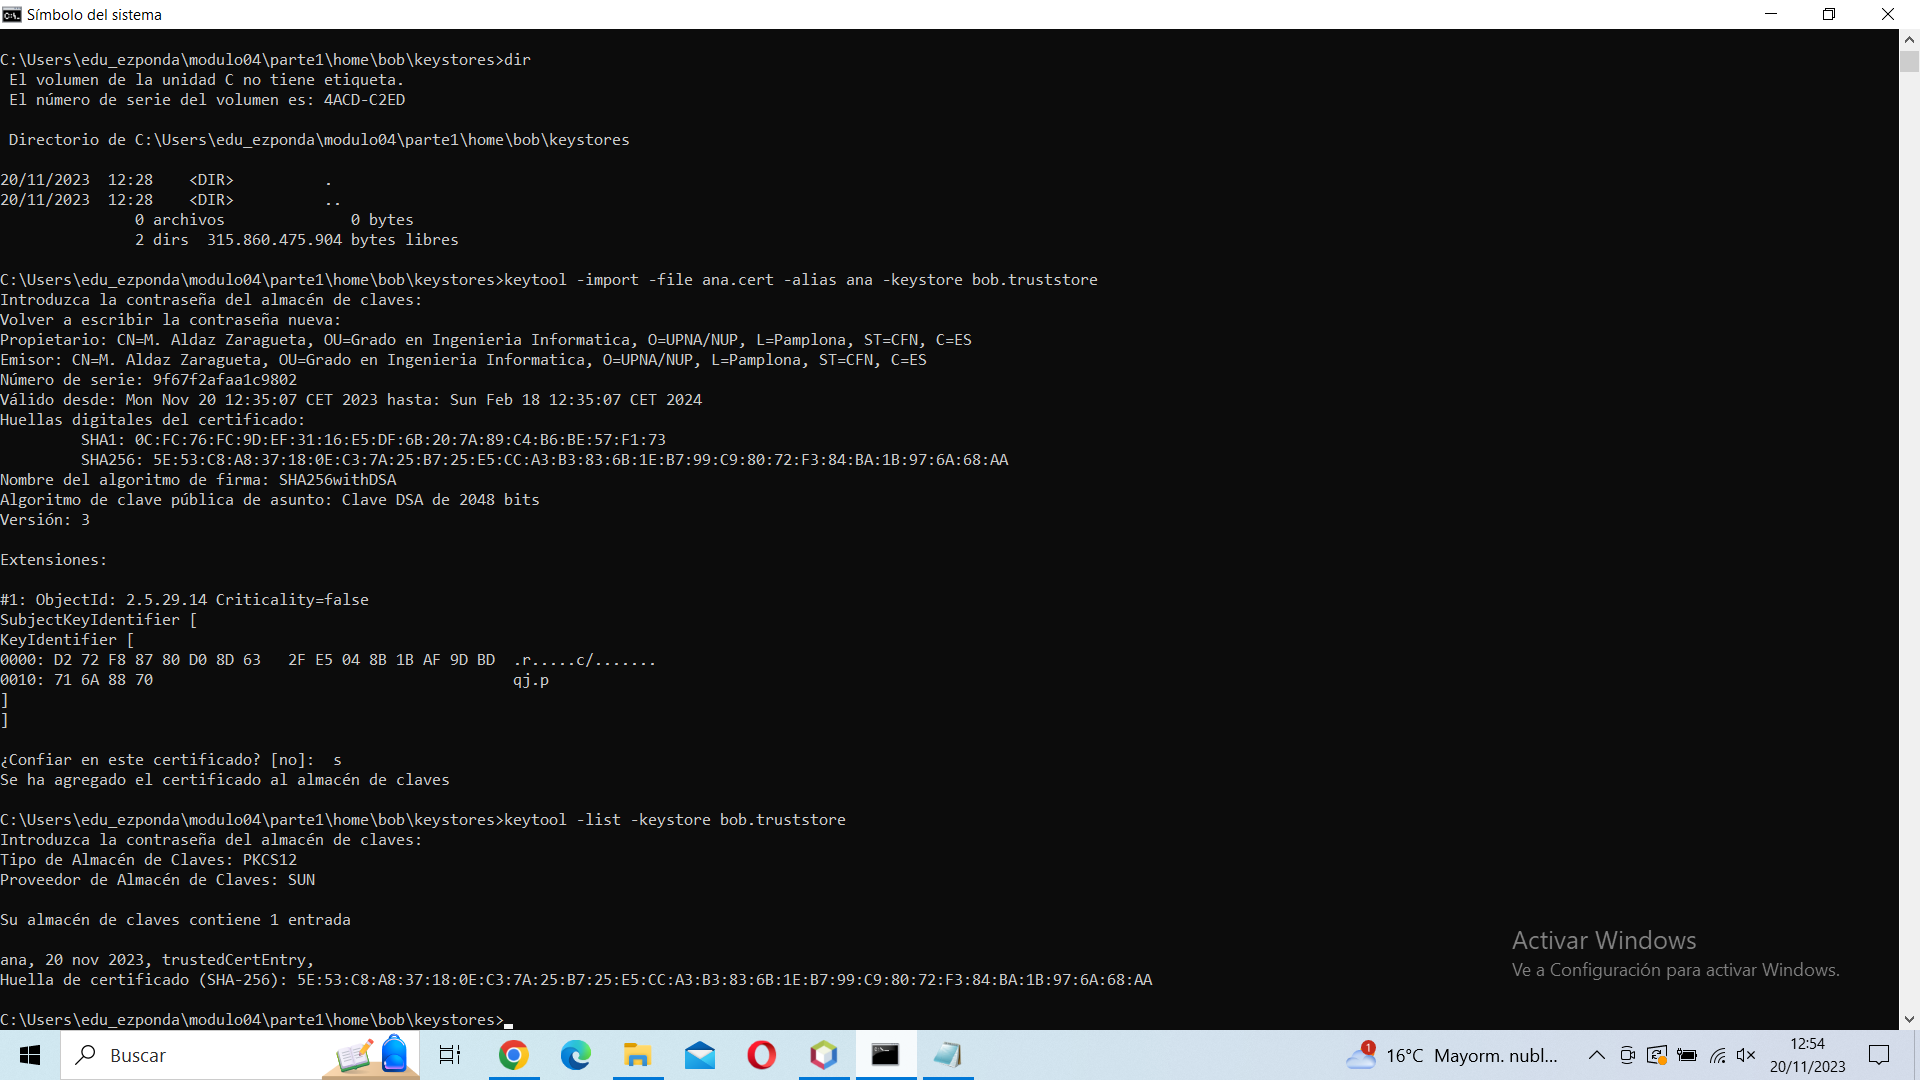 Símbolo del sistema
C:\Users\edu_ezponda\modulo04\parte1\home\bob\keystores>dir
 El volumen de la unidad C no tiene etiqueta.
 El número de serie del volumen es: 4ACD-C2ED
 Directorio de C:\Users\edu_ezponda\modulo04\parte1\home\bob\keystores
20/11/2023  12:28    <DIR>          .
20/11/2023  12:28    <DIR>          ..
               0 archivos              0 bytes
               2 dirs  315.860.475.904 bytes libres
C:\Users\edu_ezponda\modulo04\parte1\home\bob\keystores>keytool -import -file ana.cert -alias ana -keystore bob.truststore
Introduzca la contraseña del almacén de claves:
Volver a escribir la contraseña nueva:
Propietario: CN=M. Aldaz Zaragueta, OU=Grado en Ingenieria Informatica, O=UPNA/NUP, L=Pamplona, ST=CFN, C=ES
Emisor: CN=M. Aldaz Zaragueta, OU=Grado en Ingenieria Informatica, O=UPNA/NUP, L=Pamplona, ST=CFN, C=ES
Número de serie: 9f67f2afaa1c9802
Válido desde: Mon Nov 20 12:35:07 CET 2023 hasta: Sun Feb 18 12:35:07 CET 2024
Huellas digitales del certificado:
         SHA1: 0C:FC:76:FC:9D:EF:31:16:E5:DF:6B:20:7A:89:C4:B6:BE:57:F1:73
         SHA256: 5E:53:C8:A8:37:18:0E:C3:7A:25:B7:25:E5:CC:A3:B3:83:6B:1E:B7:99:C9:80:72:F3:84:BA:1B:97:6A:68:AA
Nombre del algoritmo de firma: SHA256withDSA
Algoritmo de clave pública de asunto: Clave DSA de 2048 bits
Versión: 3
Extensiones:
#1: ObjectId: 2.5.29.14 Criticality=false
SubjectKeyIdentifier [
KeyIdentifier [
0000: D2 72 F8 87 80 D0 8D 63   2F E5 04 8B 1B AF 9D BD  .r.....c/.......
0010: 71 6A 88 70                                        qj.p
]
]
¿Confiar en este certificado? [no]:  s
Se ha agregado el certificado al almacén de claves
C:\Users\edu_ezponda\modulo04\parte1\home\bob\keystores>keytool -list -keystore bob.truststore
Introduzca la contraseña del almacén de claves:
Tipo de Almacén de Claves: PKCS12
Proveedor de Almacén de Claves: SUN
Su almacén de claves contiene 1 entrada
ana, 20 nov 2023, trustedCertEntry,
Huella de certificado (SHA-256): 5E:53:C8:A8:37:18:0E:C3:7A:25:B7:25:E5:CC:A3:B3:83:6B:1E:B7:99:C9:80:72:F3:84:BA:1B:97:6A:68:AA
C:\Users\edu_ezponda\modulo04\parte1\home\bob\keystores>
Activar Windows
Ve a Configuración para activar Windows.
Buscar
1
16°C Mayorm. nubl...
12:54
20/11/2023